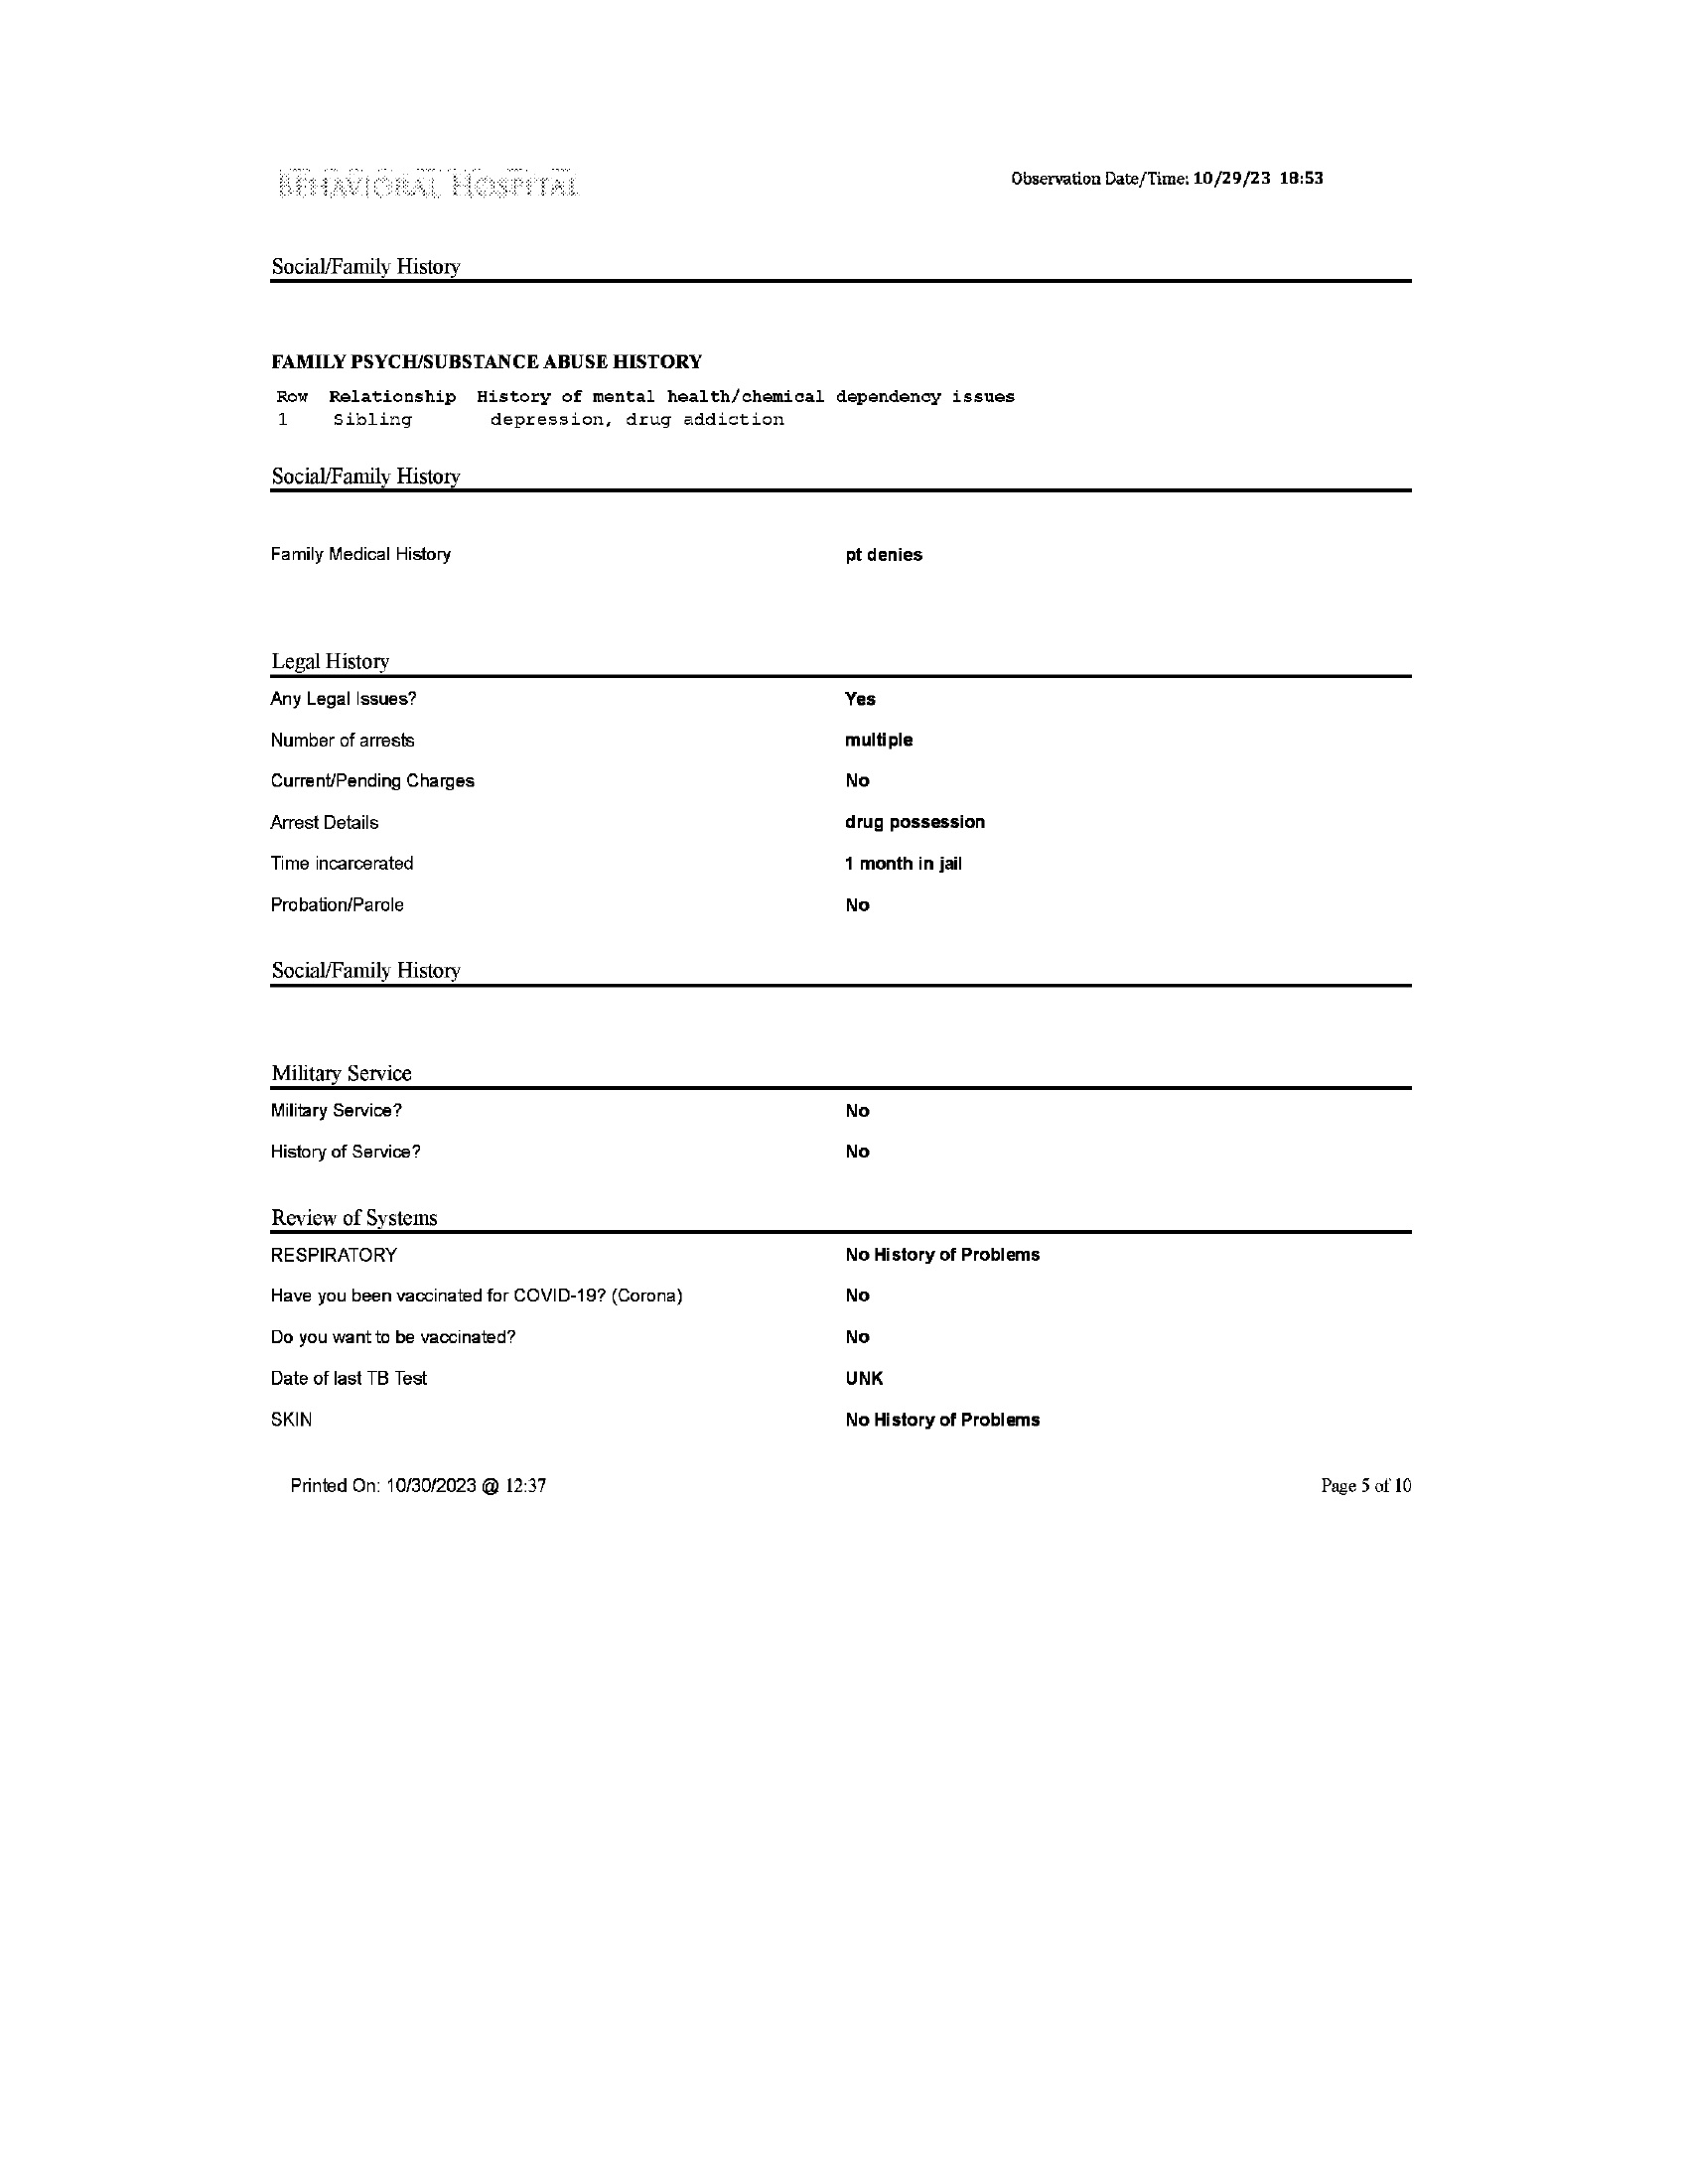 BEHAVIORAL HOSPITAL
Observation Date/Time: 10/29/23 18:53
Social/Family History
FAMILY PSYCH/SUBSTANCE ABUSE HISTORY
Row Relationship History of mental health/chemical dependency issues
1 Sibling depression, drug addiction
Social/Family History
Family Medical History pt denies
Legal History
Any Legal Issues? Yes
Number of arrests multiple
Current/Pending Charges No
Arrest Details drug possession
Time incarcerated 1 month in jail
Probation/Parole No
Social/Family History
Military Service
Military Service? No
History of Service? No
Review of Systems
RESPIRATORY No History of Problems
Have you been vaccinated for COVID-19? (Corona) No
Do you want to be vaccinated? No
Date of last TB Test UNK
SKIN No History of Problems
Printed On: 10/30/2023 @ 12:37 Page 5 of 10